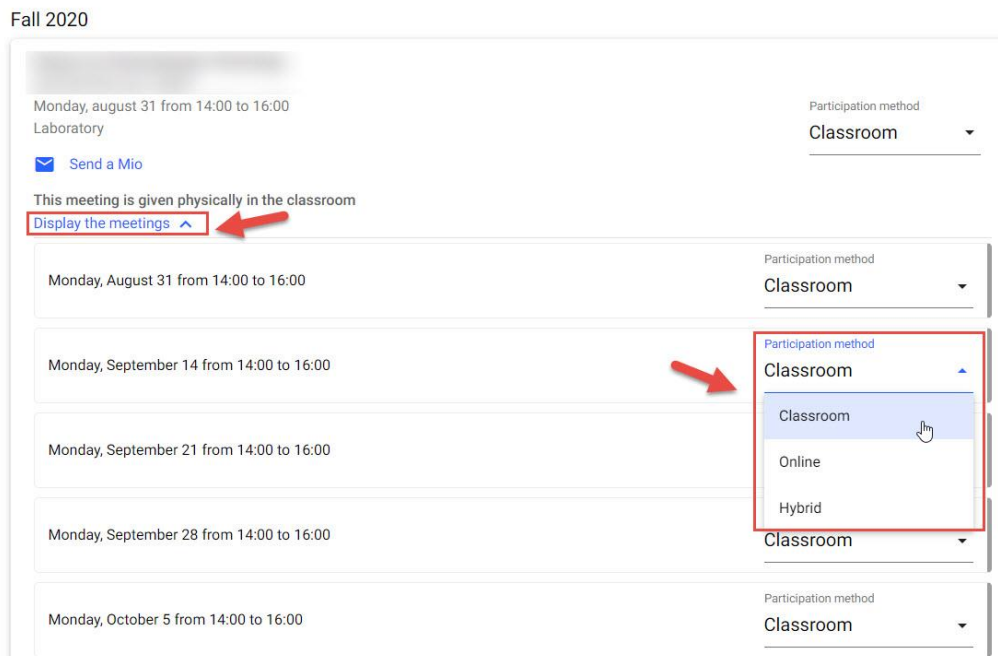 Fall 2020
Monday, august 31 from 14:00 to 16:00
Laboratory
Participation method
Classroom
Send a Mio
This meeting is given physically in the classroom
Display the meetings
Monday, August 31 from 14:00 to 16:00
Participation method
Classroom
Monday, September 14 from 14:00 to 16:00
Participation method
Classroom
Classroom
Online
Hybrid
Monday, September 21 from 14:00 to 16:00
Monday, September 28 from 14:00 to 16:00
Classroom
Monday, October 5 from 14:00 to 16:00
Participation method
Classroom